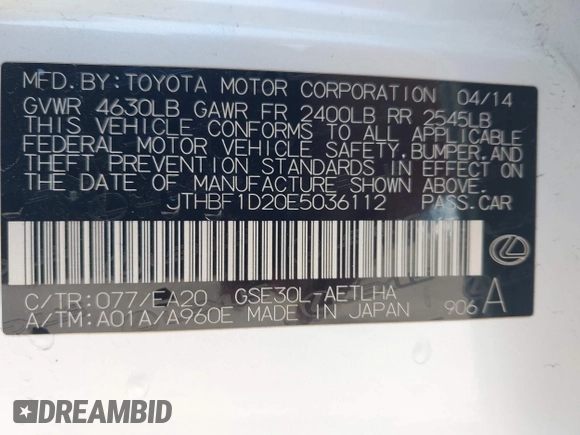 MFD. BY: TOYOTA MOTOR CORPORATION 04/14
GVWR 4630LB GAWR FR 2400LB RR 2545LB
THIS VEHICLE CONFORMS TO ALL APPLICABLE
FEDERAL MOTOR VEHICLE SAFETY, BUMPER, AND
THEFT PREVENTION STANDARDS IN EFFECT ON
THE DATE OF MANUFACTURE SHOWN ABOVE.
JTHBF1D20E5036112 PASS. CAR
C/TR: 077/EA20 GSE30L-AETLHA
A/TM: A01A/A960E MADE IN JAPAN 906 A
DREAMBID